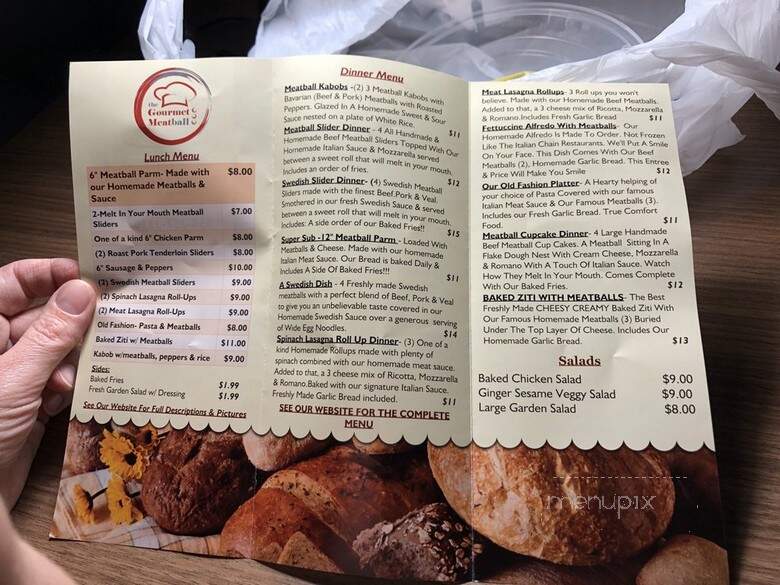 the
Gourmet
Meatball
Lunch Menu
6" Meatball Parm- Made with
our Homemade Meatballs &
Sauce
$8.00
2-Melt In Your Mouth Meatball
Sliders
$7.00
One of a kind 6" Chicken Parm $8.00
(2) Roast Pork Tenderloin Sliders $8.00
6" Sausage & Peppers $10.00
(2) Swedish Meatball Sliders $9.00
(2) Spinach Lasagna Roll-Ups $9.00
(2) Meat Lasagna Roll-Ups $9.00
Old Fashion- Pasta & Meatballs $8.00
Baked Ziti w/ Meatballs $11.00
Kabob w/meatballs, peppers & rice $9.00
Sides:
Baked Fries $1.99
Fresh Garden Salad w/ Dressing $1.99
See Our Website For Full Descriptions & Pictures
Dinner Menu
Meatball Kabobs -(2) 3 Meatball Kabobs with
Bavarian (Beef & Pork) Meatballs with Roasted
Peppers. Glazed In A Homemade Sweet & Sour
Sauce nested on a plate of White Rice. $11
Meatball Slider Dinner - 4 All Handmade &
Homemade Beef Meatball Sliders Topped With Our
Homemade Italian Sauce & Mozzarella served
between a sweet roll that will melt in your mouth.
Includes an order of fries. $12
Swedish Slider Dinner- (4) Swedish Meatball
Sliders made with the finest Beef,Pork & Veal.
Smothered in our fresh Swedish Sauce & served
between a sweet roll that will melt in your mouth,
Includes: A side order of our Baked Fries!! $15
Super Sub -12" Meatball Parm - Loaded With
Meatballs & Cheese. Made with our homemade
Italian Meat Sauce. Our Bread is baked Daily &
Includes A Side Of Baked Fries!!! $11
A Swedish Dish - 4 Freshly made Swedish
meatballs with a perfect blend of Beef, Pork & Veal
to give you an unbelievable taste covered in our
Homemade Swedish Sauce over a generous serving
of Wide Egg Noodles. $14
Spinach Lasagna Roll Up Dinner- (3) One of a
kind Homemade Rollups made with plenty of
spinach combined with our homemade meat sauce.
Added to that, a 3 cheese mix of Ricotta, Mozzarella
& Romano.Baked with our signature Italian Sauce.
Freshly Made Garlic Bread included. $11
SEE OUR WEBSITE FOR THE COMPLETE
MENU
Meat Lasagna Rollups- 3 Roll ups you won't
believe. Made with our Homemade Beef Meatballs.
Added to that, a 3 cheese mix of Ricotta, Mozzarella
& Romano.Includes Fresh Garlic Bread $11
Fettuccine Alfredo With Meatballs- Our
Homemade Alfredo Is Made To Order. Not Frozen
Like The Italian Chain Restaurants. We'll Put A Smile
On Your Face. This Dish Comes With Our Beef
Meatballs (2), Homemade Garlic Bread. This Entree
& Price Will Make You Smile $12
Our Old Fashion Platter- A Hearty helping of
your choice of Pasta Covered with our famous
Italian Meat Sauce & Our Famous Meatballs (3).
Includes our Fresh Garlic Bread. True Comfort
Food. $11
Meatball Cupcake Dinner- 4 Large Handmade
Beef Meatball Cup Cakes. A Meatball Sitting In A
Flake Dough Nest With Cream Cheese, Mozzarella
& Romano With A Touch Of Italian Sauce. Watch
How They Melt In Your Mouth. Comes Complete
With Our Baked Fries. $12
BAKED ZITI WITH MEATBALLS- The Best
Freshly Made CHEESY CREAMY Baked Ziti With
Our Famous Homemade Meatballs (3) Buried
Under The Top Layer Of Cheese. Includes Our
Homemade Garlic Bread. $13
Salads
Baked Chicken Salad $9.00
Ginger Sesame Veggy Salad $9.00
Large Garden Salad $8.00
menupix